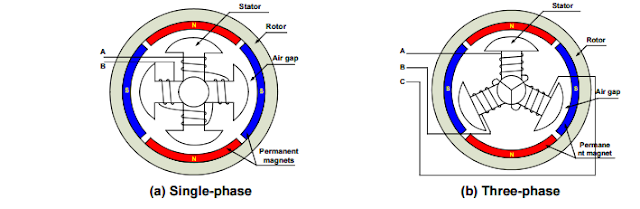 Stator
Rotor
N
A
B
Air gap
S
S
N
Permanent
magnets
(a) Single-phase
Stator
Rotor
N
A
B
C
Air gap
S
S
N
Permane
nt magnet
(b) Three-phase